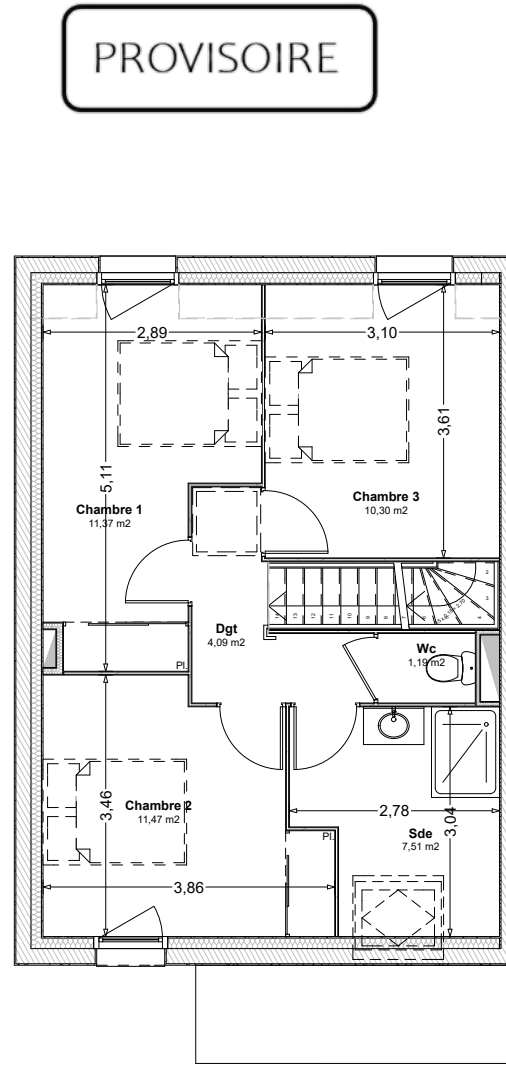 PROVISOIRE
2,89
3,10
5,11
3,61
Chambre 1
11,37 m2
Chambre 3
10,30 m2
Dgt
4,09 m2
Wc
1,19 m2
Pl.
3,46
Chambre 2
11,47 m2
3,86
Pl.
2,78
3,04
Sde
7,51 m2